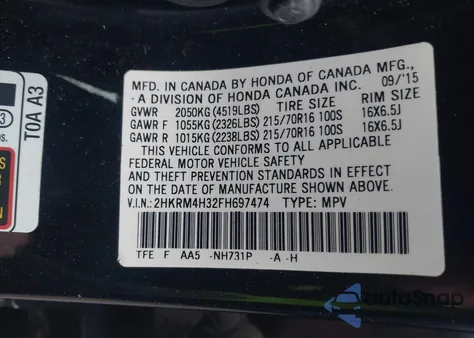 MFD. IN CANADA BY HONDA OF CANADA MFG.,
A DIVISION OF HONDA CANADA INC. 09/'15
GVWR 2050KG (4519LBS) TIRE SIZE RIM SIZE
GAWR F 1055KG (2326LBS) 215/70R16 100S 16X6.5J
GAWR R 1015KG (2238LBS) 215/70R16 100S 16X6.5J
THIS VEHICLE CONFORMS TO ALL APPLICABLE
FEDERAL MOTOR VEHICLE SAFETY
AND THEFT PREVENTION STANDARDS IN EFFECT
ON THE DATE OF MANUFACTURE SHOWN ABOVE.
V.I.N.: 2HKRM4H32FH697474 TYPE: MPV
TFE F AA5 -NH731P -A -H
TOA A3
3
os.
AutoSnap